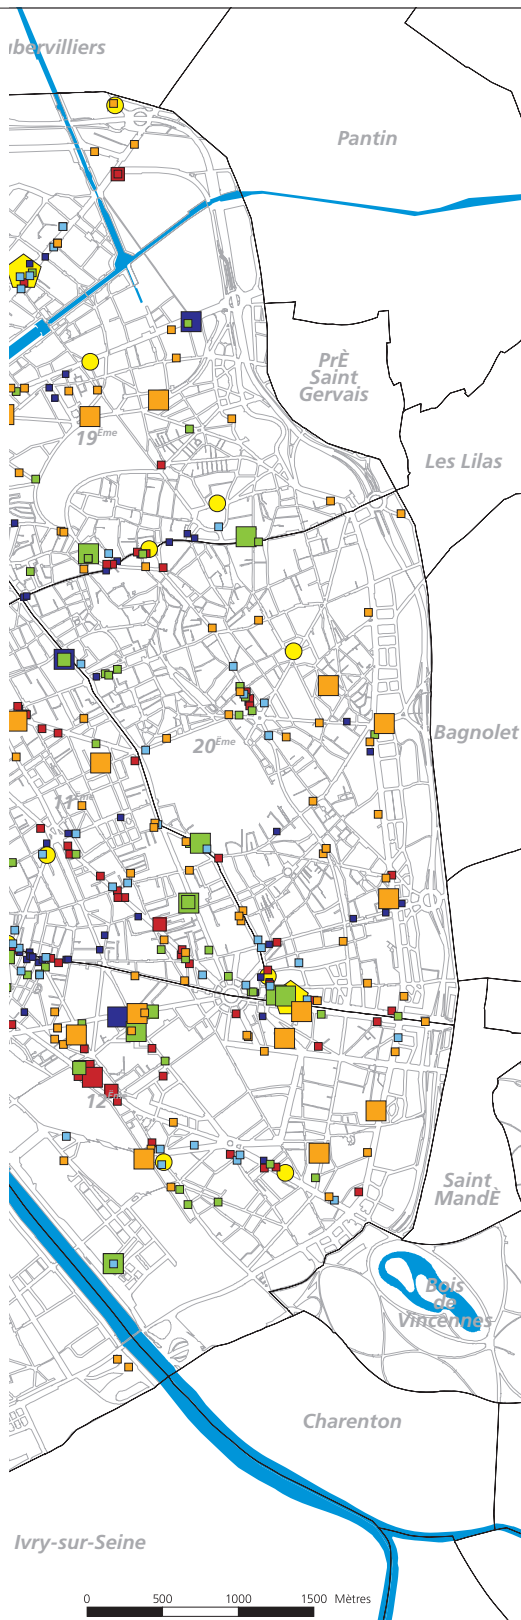 ubervilliers
Pantin
PrÈ
Saint
Gervais
19Ème
Les Lilas
20Ème
Bagnolet
11Ème
12Ème
Saint
MandÈ
Bois
de
Vincennes
Charenton
Ivry-sur-Seine
0 500 1000 1500 Mètres